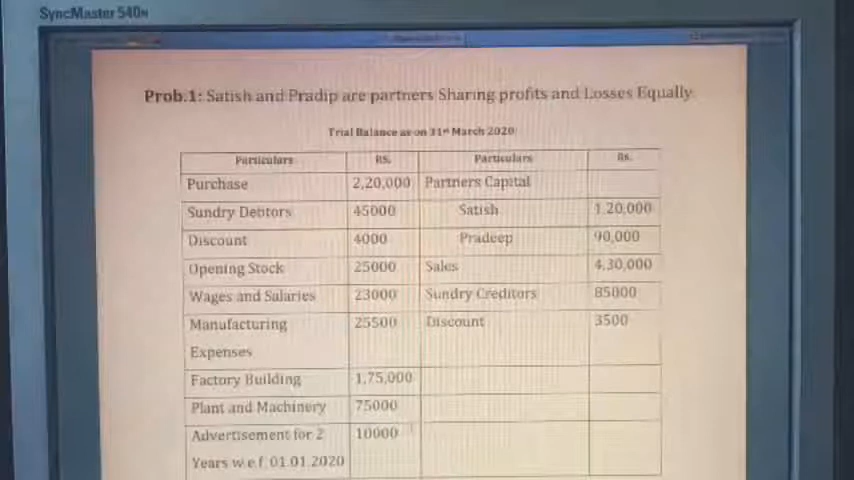 SyncMaster 540N
Prob.1: Satish and Pradip are partners Sharing profits and Losses Equally.
Trial Balance as on 31st March 2020
Particulars RS. Particulars Rs.
Purchase 2,20,000 Partners Capital
Sundry Debtors 45000 Satish 1,20,000
Discount 4000 Pradeep 90,000
Opening Stock 25000 Sales 4,30,000
Wages and Salaries 23000 Sundry Creditors 85000
Manufacturing 25500 Discount 3500
Expenses
Factory Building 1,75,000
Plant and Machinery 75000
Advertisement for 2 10000
Years w.e.f. 01.01.2020